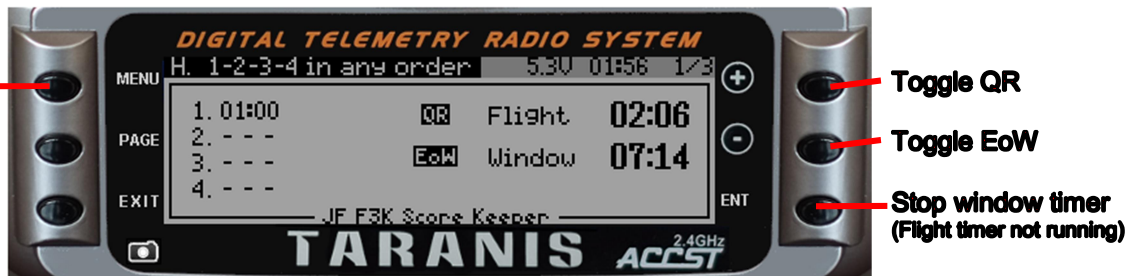 DIGITAL TELEMETRY RADIO SYSTEM
MENU
H. 1-2-3-4 in any order 5.30 01:56 1/3
+
Toggle QR
1. 01:00 QR Flight 02:06
PAGE
2. - - -
-
Toggle EoW
3. - - - EoW Window 07:14
EXIT
4. - - -
ENT
Stop window timer
(Flight timer not running)
JF F3K Score Keeper
TARANIS
2.4GHz
ACCST